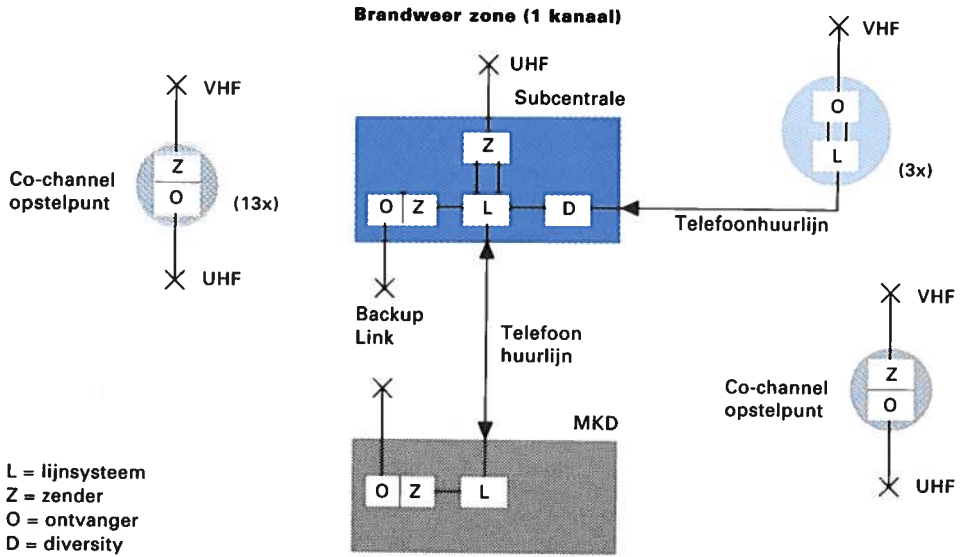 Brandweer zone (1 kanaal)
VHF
Z
O
Co-channel
opstelpunt
(13x)
UHF
UHF
Subcentrale
Z
O Z
L
D
Backup
Link
Telefoon
huurlijn
VHF
O
L
(3x)
Telefoonhuurlijn
VHF
Z
O
Co-channel
opstelpunt
UHF
MKD
O Z
L
L = lijnsysteem
Z = zender
O = ontvanger
D = diversity